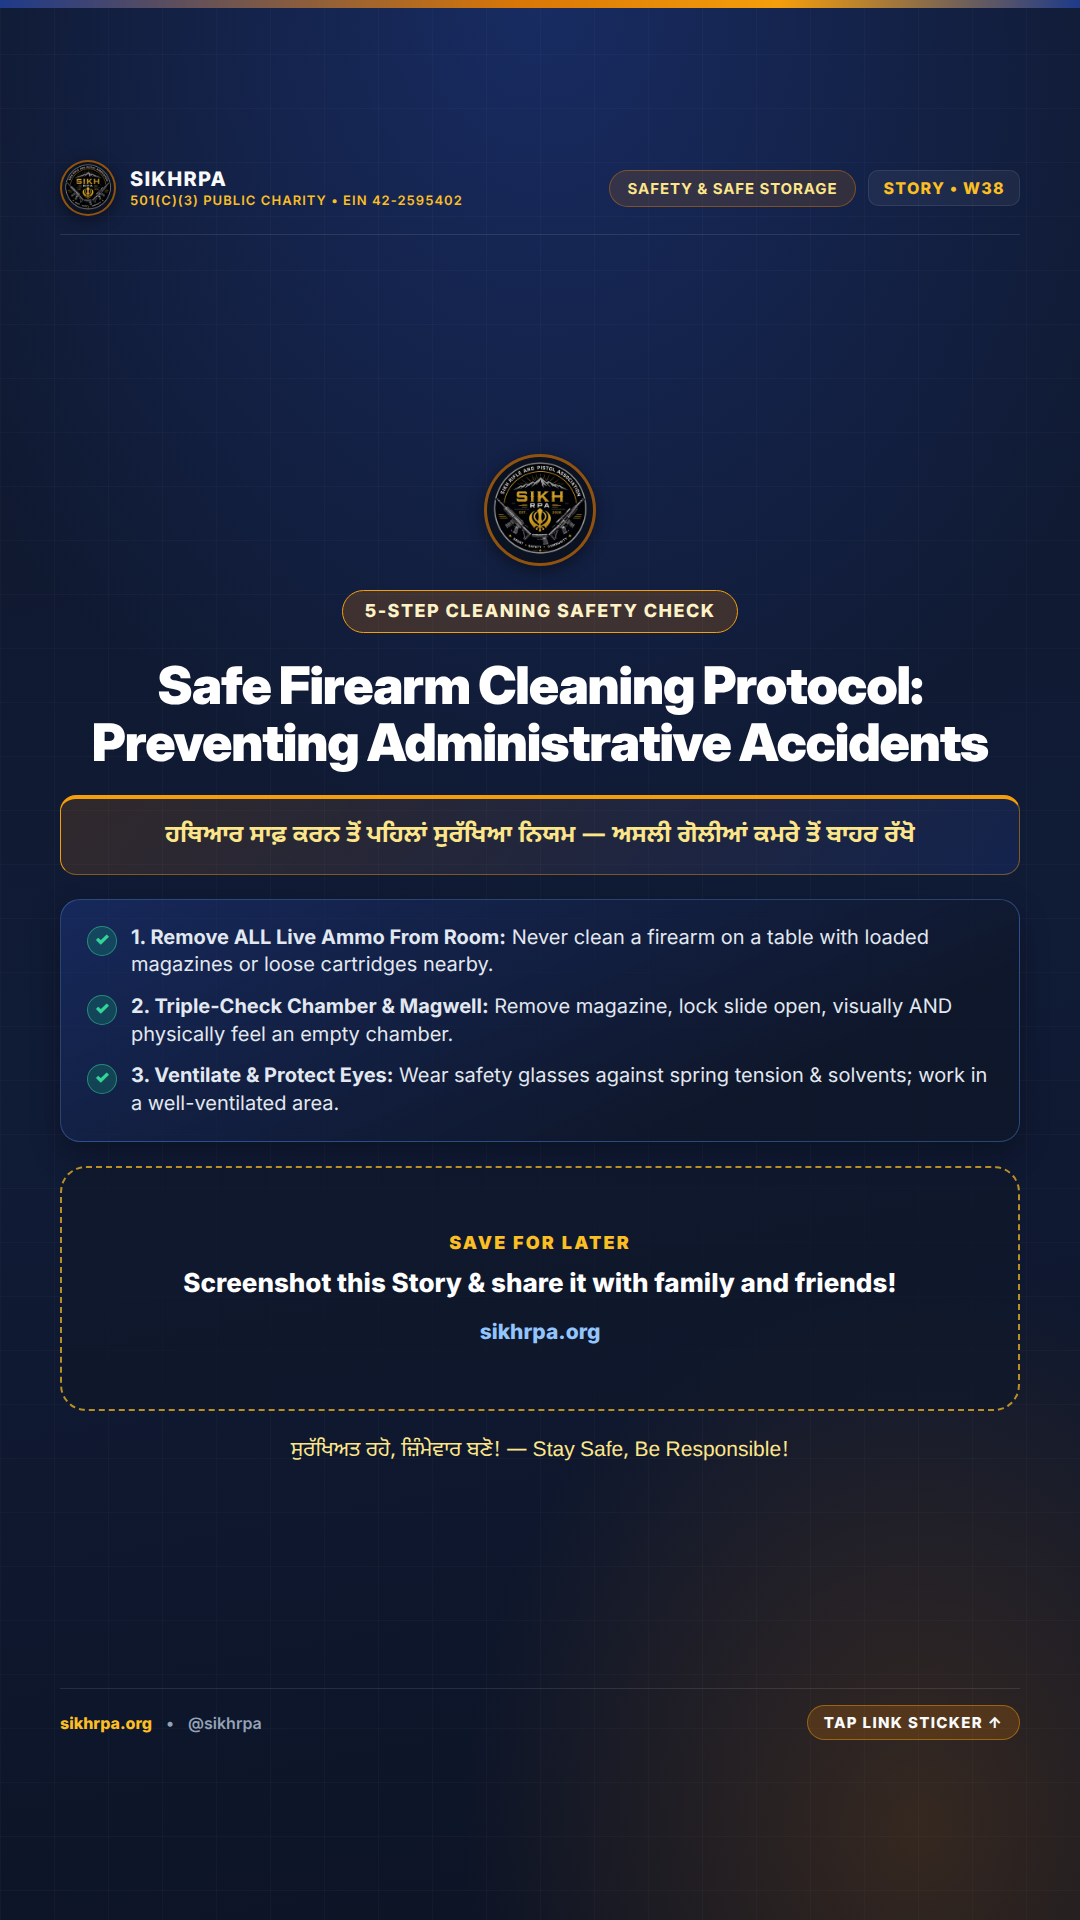 SIKHRPA
501(C)(3) PUBLIC CHARITY • EIN 42-2595402
SAFETY & SAFE STORAGE
STORY • W38
SIKH RIFLE AND PISTOL ASSOCIATION
SIKH
RPA
5-STEP CLEANING SAFETY CHECK
Safe Firearm Cleaning Protocol:
Preventing Administrative Accidents
ਹਥਿਆਰ ਸਾਫ਼ ਕਰਨ ਤੋਂ ਪਹਿਲਾਂ ਸੁਰੱਖਿਆ ਨਿਯਮ — ਅਸਲੀ ਗੋਲੀਆਂ ਕਮਰੇ ਤੋਂ ਬਾਹਰ ਰੱਖੋ
1. Remove ALL Live Ammo From Room: Never clean a firearm on a table with loaded
magazines or loose cartridges nearby.
2. Triple-Check Chamber & Magwell: Remove magazine, lock slide open, visually AND
physically feel an empty chamber.
3. Ventilate & Protect Eyes: Wear safety glasses against spring tension & solvents; work in
a well-ventilated area.
SAVE FOR LATER
Screenshot this Story & share it with family and friends!
sikhrpa.org
ਸੁਰੱਖਿਅਤ ਰਹੋ, ਜ਼ਿੰਮੇਵਾਰ ਬਣੋ! — Stay Safe, Be Responsible!
sikhrpa.org • @sikhrpa
TAP LINK STICKER ↑